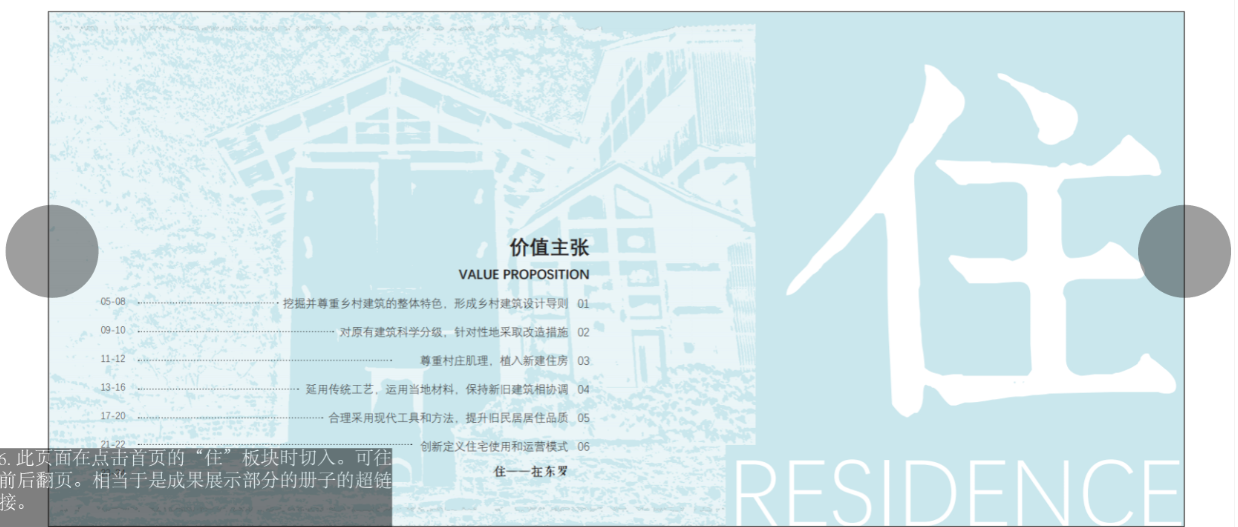 住
价值主张
VALUE PROPOSITION
05-08 挖掘并尊重乡村建筑的整体特色，形成乡村建筑设计导则 01
09-10 对原有建筑科学分级，针对性地采取改造措施 02
11-12 尊重村庄肌理，植入新建住房 03
13-16 延用传统工艺，运用当地材料，保持新旧建筑相协调 04
17-20 合理采用现代工具和方法，提升旧民居居住品质 05
21-22 创新定义住宅使用和运营模式 06
住——在东罗
6.此页面在点击首页的“住”板块时切入。可往
前后翻页。相当于是成果展示部分的册子的超链
接。
RESIDENCE